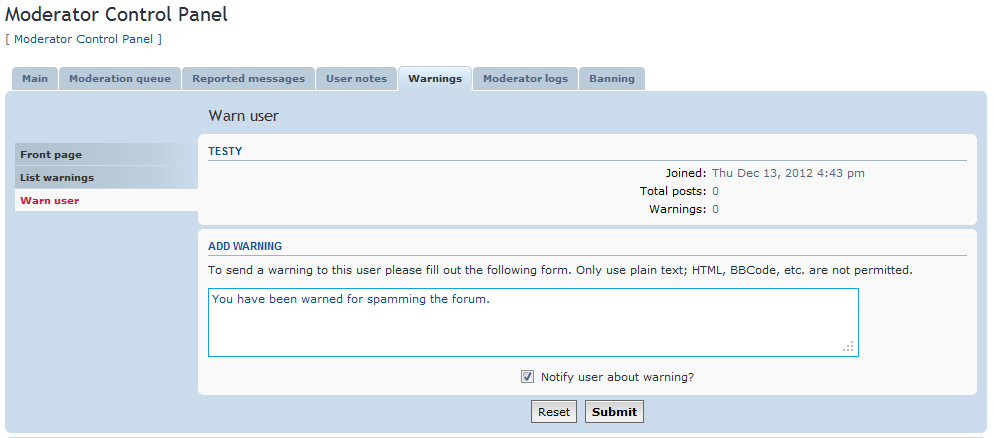 Moderator Control Panel
[ Moderator Control Panel ]
Main Moderation queue Reported messages User notes Warnings Moderator logs Banning
Warn user
Front page
List warnings
Warn user
TESTY
Joined: Thu Dec 13, 2012 4:43 pm
Total posts: 0
Warnings: 0
ADD WARNING
To send a warning to this user please fill out the following form. Only use plain text; HTML, BBCode, etc. are not permitted.
You have been warned for spamming the forum.
Notify user about warning?
Reset Submit